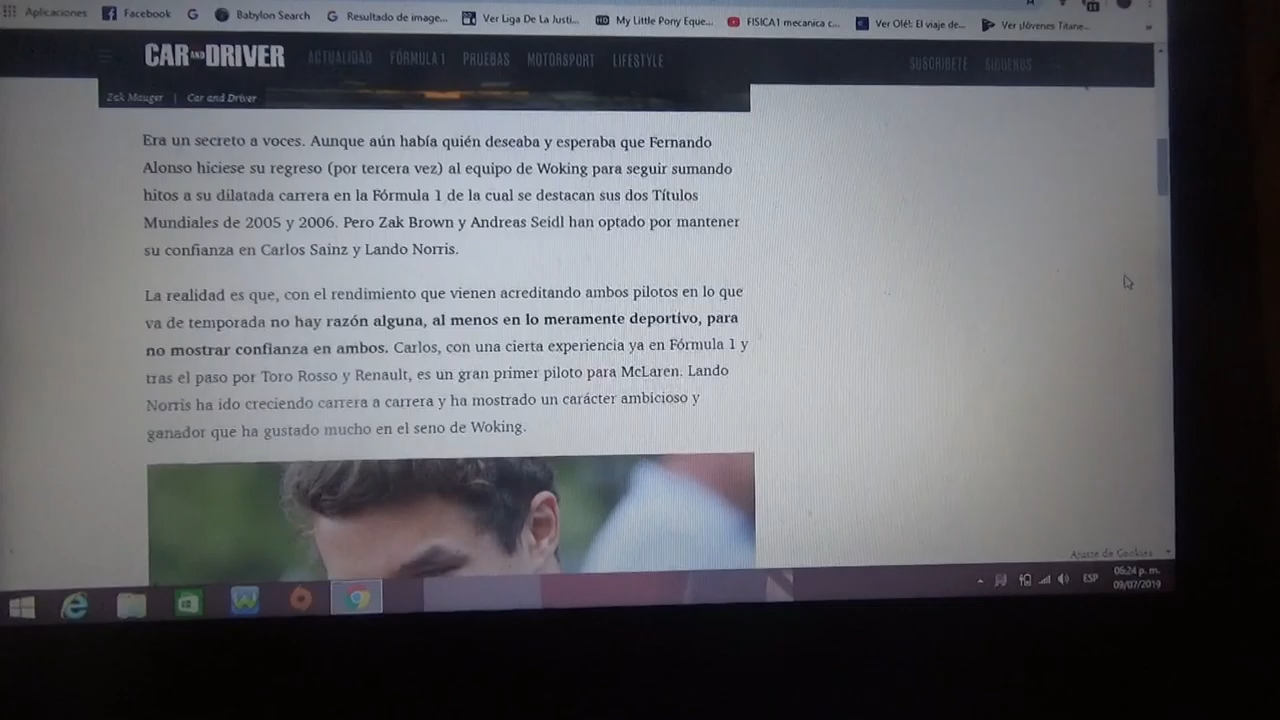 Aplicaciones
Facebook
G
Babylon Search
G
Resultado de image...
Ver Liga De La Justi...
HD
My Little Pony Eque...
FISICA1 mecanica c...
Ver Olé!: El viaje de...
Ver ¡Jóvenes Titane...
»
CAR AND DRIVER
ACTUALIDAD
FÓRMULA 1
PRUEBAS
MOTORSPORT
LIFESTYLE
SUSCRÍBETE
SÍGUENOS
Zak Mauger | Car and Driver
Era un secreto a voces. Aunque aún había quién deseaba y esperaba que Fernando
Alonso hiciese su regreso (por tercera vez) al equipo de Woking para seguir sumando
hitos a su dilatada carrera en la Fórmula 1 de la cual se destacan sus dos Títulos
Mundiales de 2005 y 2006. Pero Zak Brown y Andreas Seidl han optado por mantener
su confianza en Carlos Sainz y Lando Norris.
La realidad es que, con el rendimiento que vienen acreditando ambos pilotos en lo que
va de temporada no hay razón alguna, al menos en lo meramente deportivo, para
no mostrar confianza en ambos. Carlos, con una cierta experiencia ya en Fórmula 1 y
tras el paso por Toro Rosso y Renault, es un gran primer piloto para McLaren. Lando
Norris ha ido creciendo carrera a carrera y ha mostrado un carácter ambicioso y
ganador que ha gustado mucho en el seno de Woking.
Ajuste de Cookies
ESP
06:24 p. m.
09/07/2019